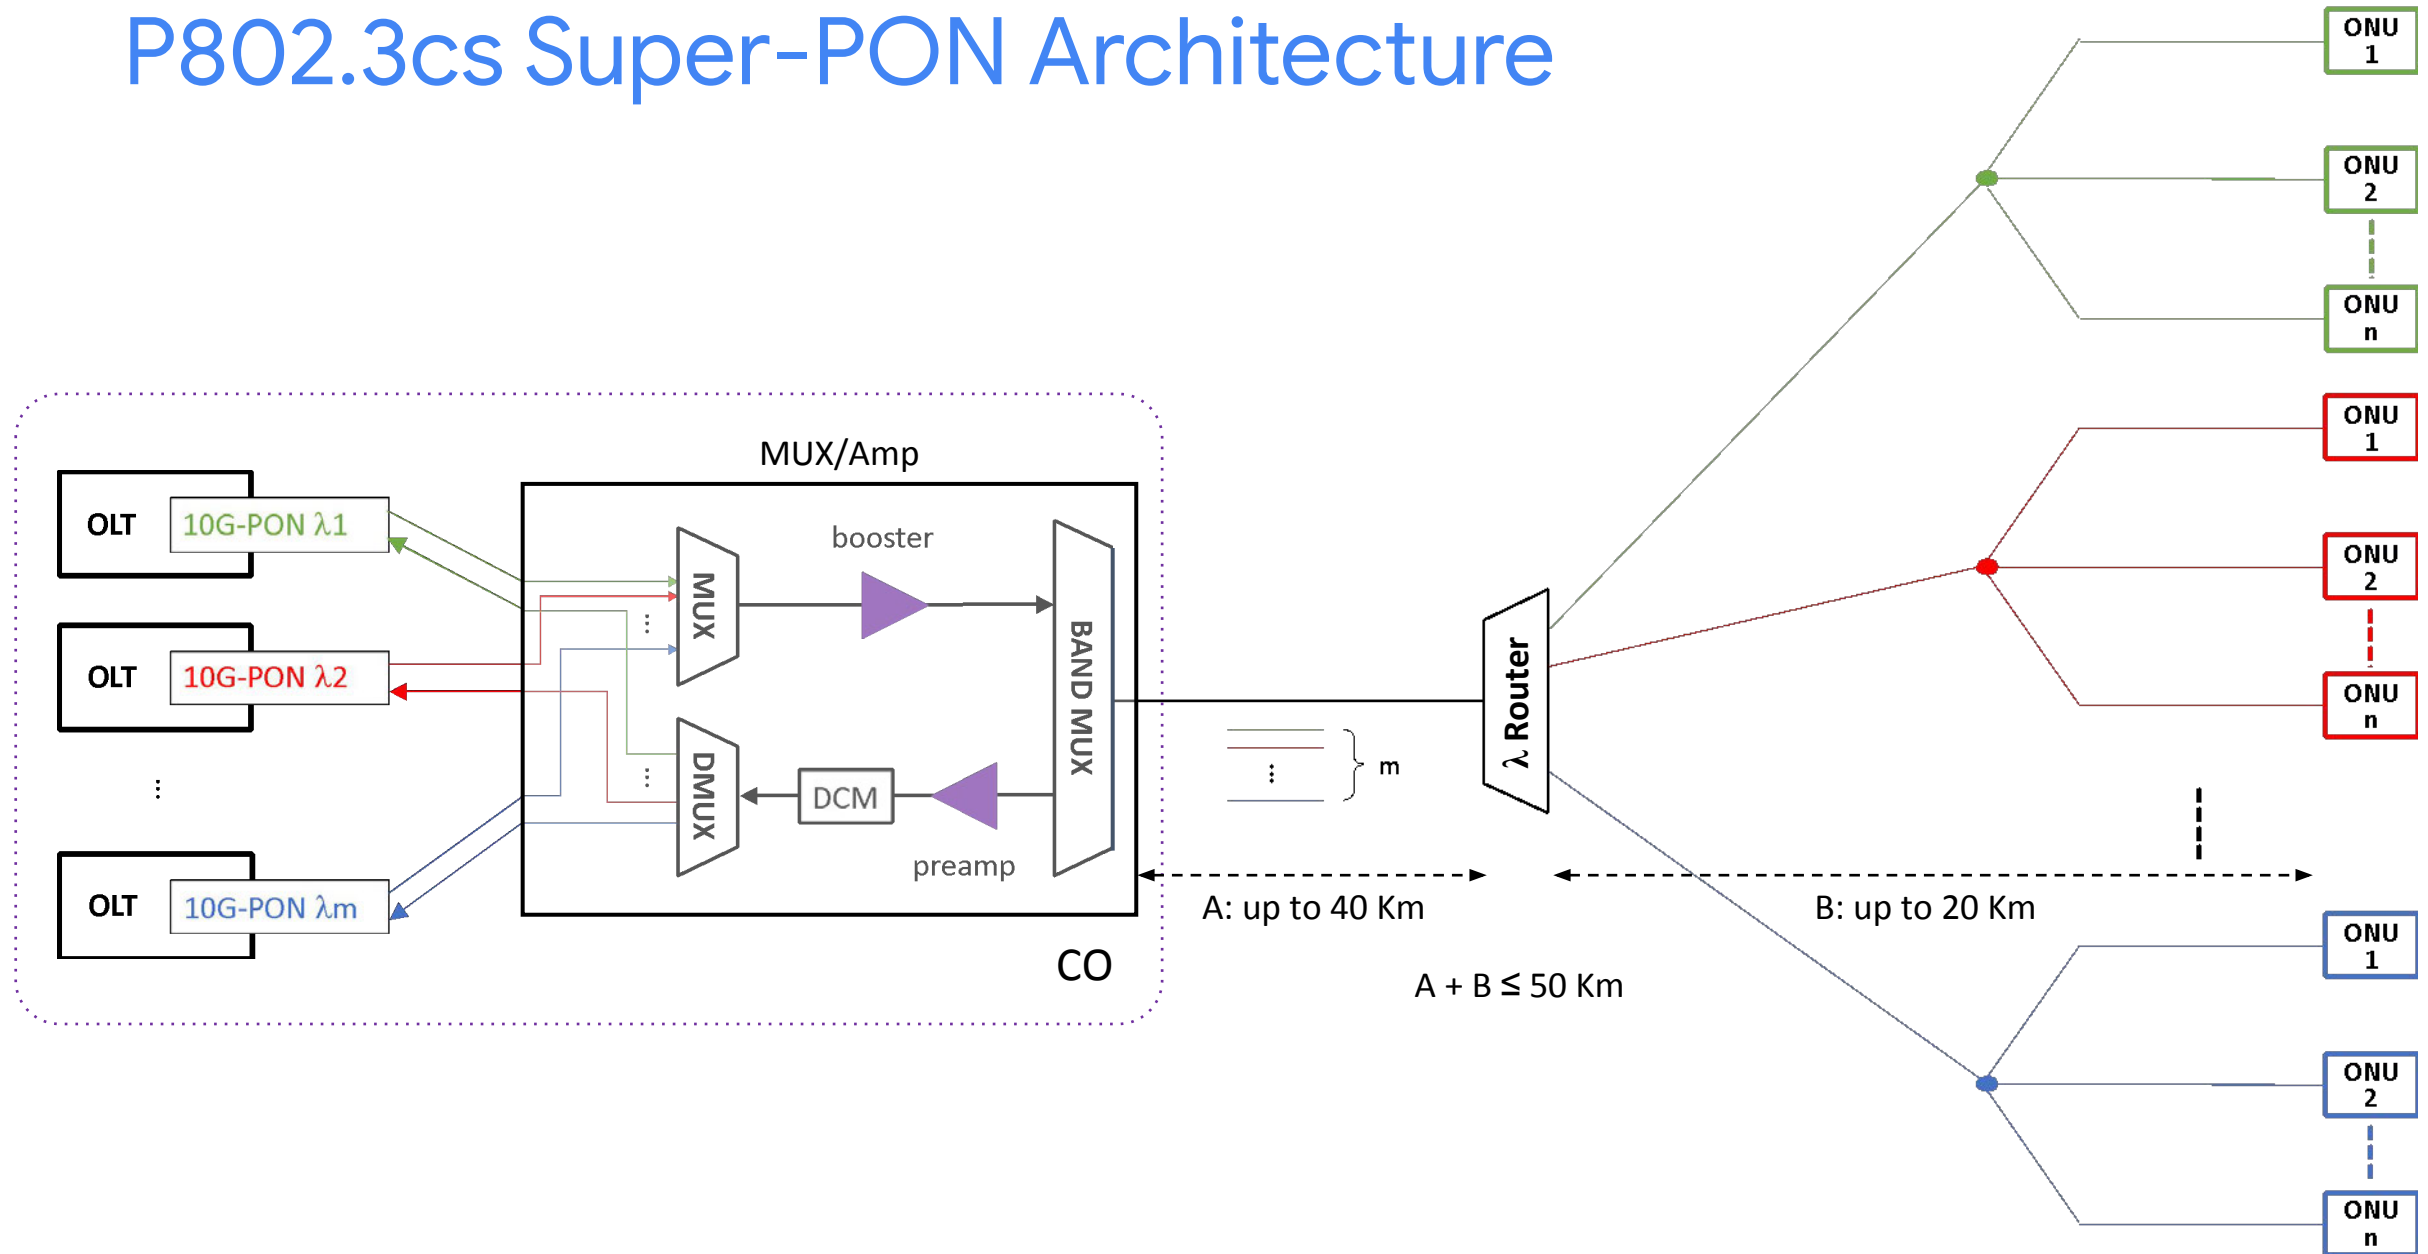 P802.3cs Super-PON Architecture
MUX/Amp
OLT
10G-PON λ1
OLT
10G-PON λ2
...
OLT
10G-PON λm
...
MUX
booster
BAND MUX
...
DMUX
DCM
preamp
CO
...
m
λ Router
A: up to 40 Km
B: up to 20 Km
A + B ≤ 50 Km
ONU
1
ONU
2
ONU
n
ONU
1
ONU
2
ONU
n
ONU
1
ONU
2
ONU
n